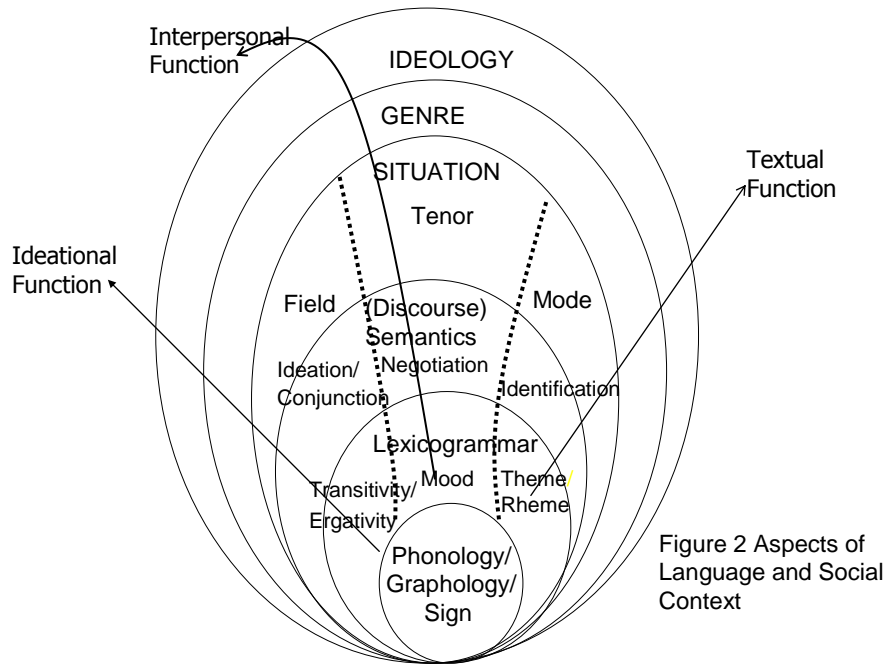 Interpersonal
Function
IDEOLOGY
GENRE
SITUATION
Tenor
Textual
Function
Ideational
Function
Field
(Discourse)
Semantics
Negotiation
Mode
Ideation/
Conjunction
Identification
Lexicogrammar
Mood
Transitivity/
Ergativity
Theme/
Rheme
Phonology/
Graphology/
Sign
Figure 2 Aspects of
Language and Social
Context